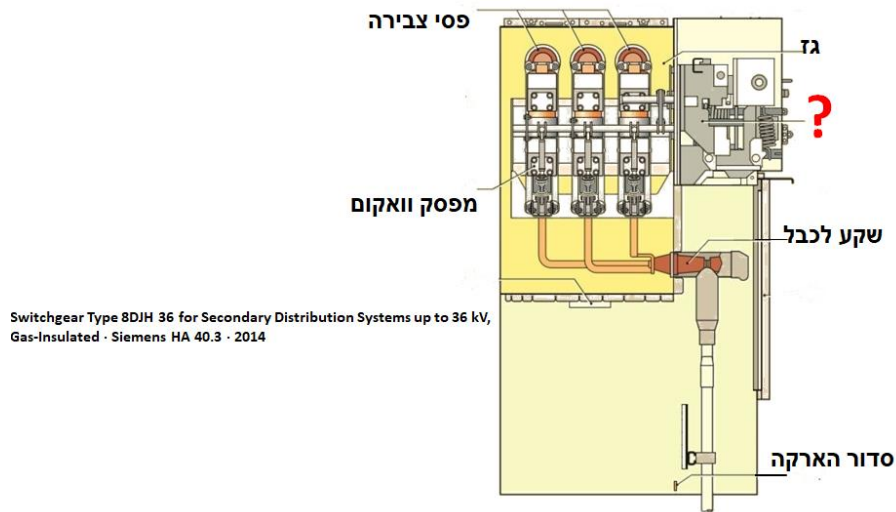 פסי צבירה
גז
?
מפסק וואקום
שקע לכבל
Switchgear Type 8DJH 36 for Secondary Distribution Systems up to 36 kV,
Gas-Insulated · Siemens HA 40.3 · 2014
סדור הארקה